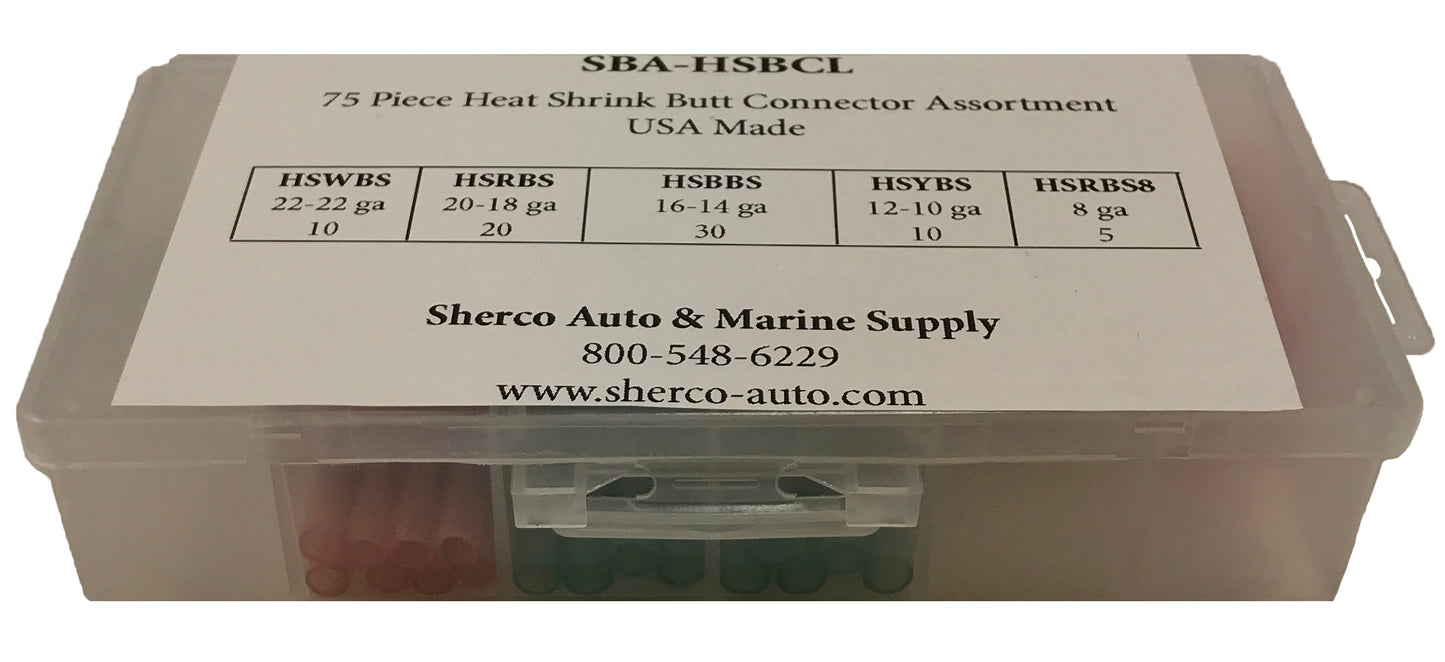 SBA-HSBCL
75 Piece Heat Shrink Butt Connector Assortment
USA Made
HSWBS HSRBS HSBBS HSYBS HSRBS8
22-22 ga 20-18 ga 16-14 ga 12-10 ga 8 ga
10 20 30 10 5
Sherco Auto & Marine Supply
800-548-6229
www.sherco-auto.com